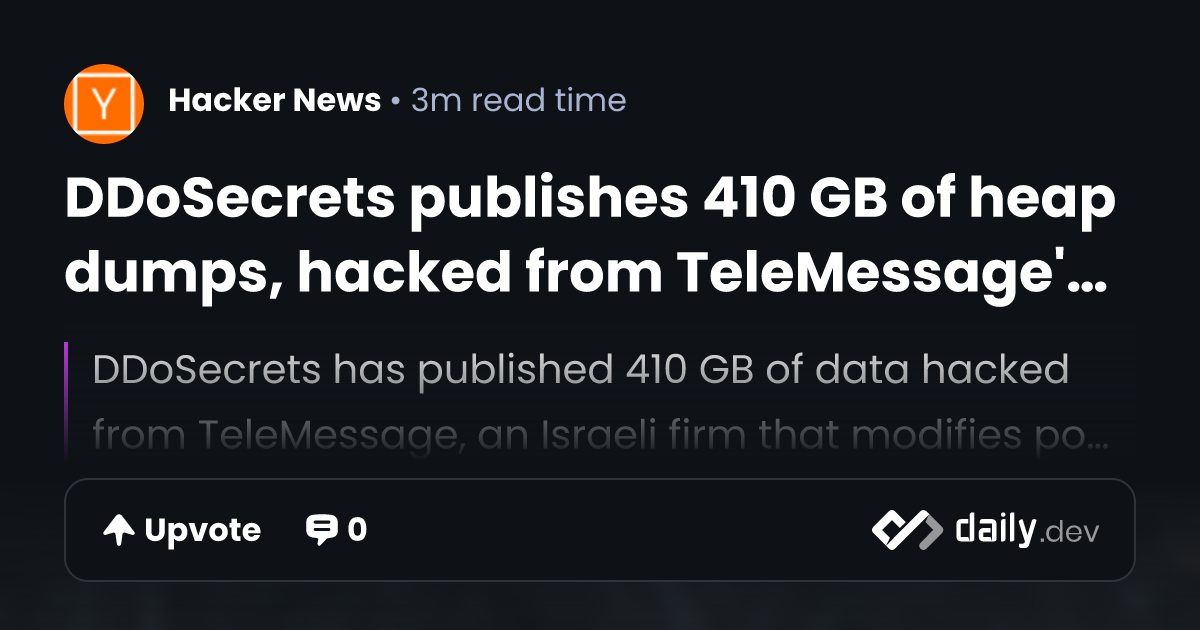 Y
Hacker News • 3m read time
DDoSecrets publishes 410 GB of heap
dumps, hacked from TeleMessage'...
DDoSecrets has published 410 GB of data hacked
from TeleMessage, an Israeli firm that modifies po...
Upvote 0 daily.dev